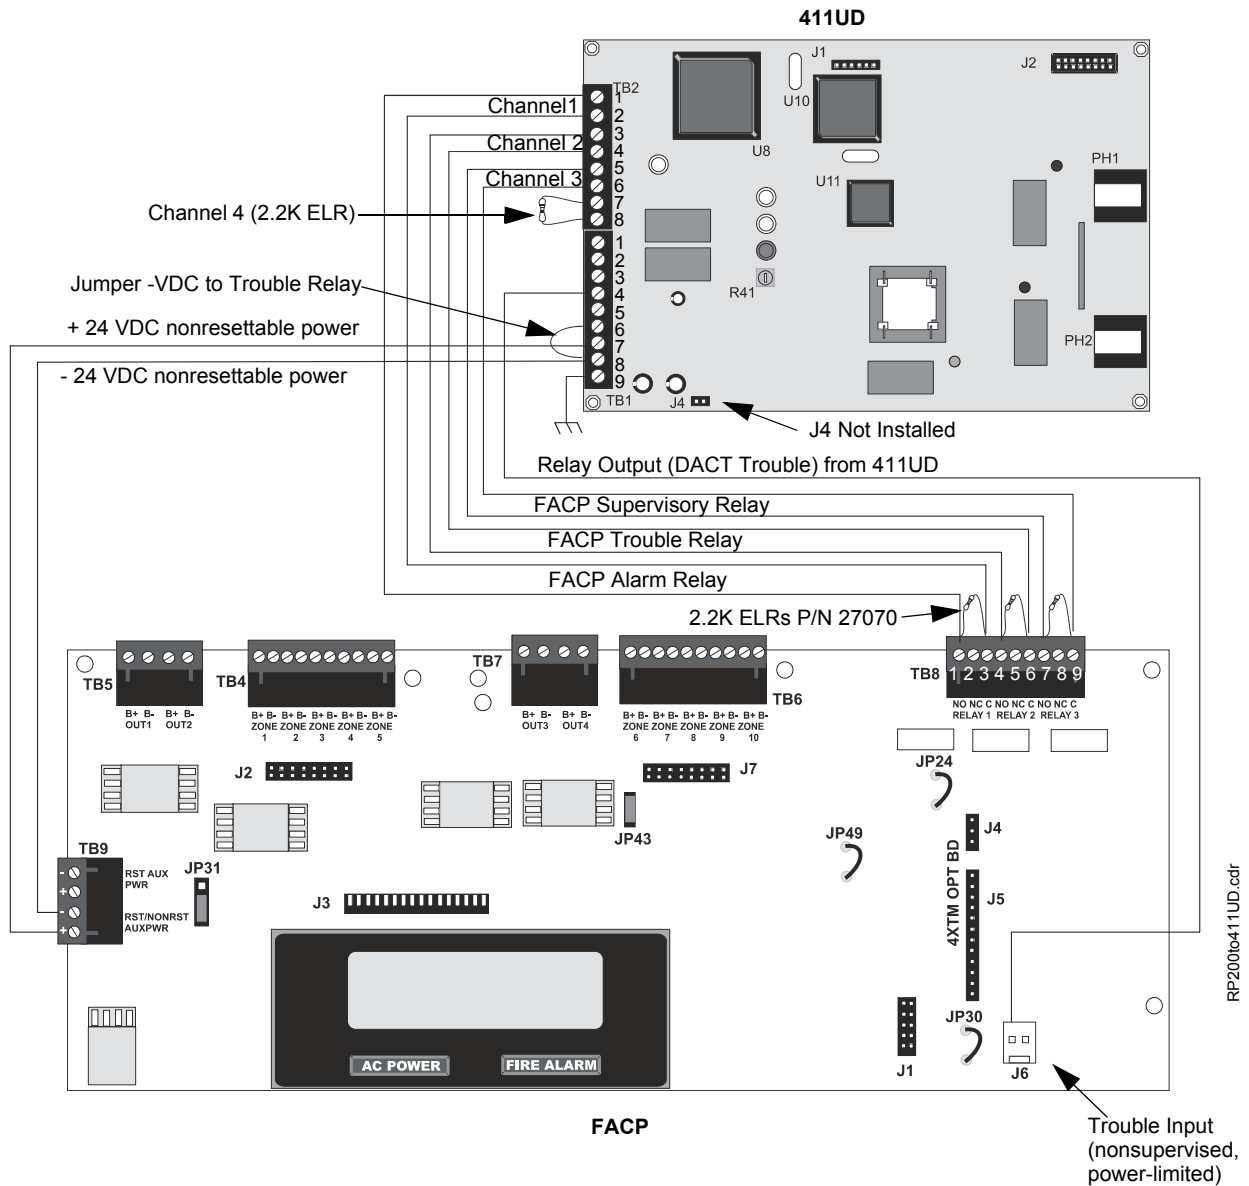 411UD
J1
J2
TB2
1
2
3
4
5
6
7
8
Channel1
Channel 2
Channel 3
Channel 4 (2.2K ELR)
U10
U8
U11
PH1
R41
PH2
1
2
3
4
5
6
7
8
9
TB1
J4
Jumper -VDC to Trouble Relay
+ 24 VDC nonresettable power
- 24 VDC nonresettable power
J4 Not Installed
Relay Output (DACT Trouble) from 411UD
FACP Supervisory Relay
FACP Trouble Relay
FACP Alarm Relay
2.2K ELRs P/N 27070
TB5
B+ B- B+ B-
OUT1 OUT2
TB4
B+ B- B+ B- B+ B- B+ B- B+ B-
ZONE ZONE ZONE ZONE ZONE
1 2 3 4 5
TB7
B+ B- B+ B-
OUT3 OUT4
TB6
B+ B- B+ B- B+ B- B+ B- B+ B-
ZONE ZONE ZONE ZONE ZONE
6 7 8 9 10
TB8
1 2 3 4 5 6 7 8 9
NO NC C NO NC C NO NC C
RELAY 1 RELAY 2 RELAY 3
J2
J7
JP24
JP43
JP49
J4
4XTM OPT BD
J5
TB9
- RST AUX
+ PWR
- RST/NONRST
+ AUXPWR
JP31
J3
AC POWER
FIRE ALARM
JP30
J1
J6
FACP
Trouble Input
(nonsupervised,
power-limited)
RP200to411UD.cdr